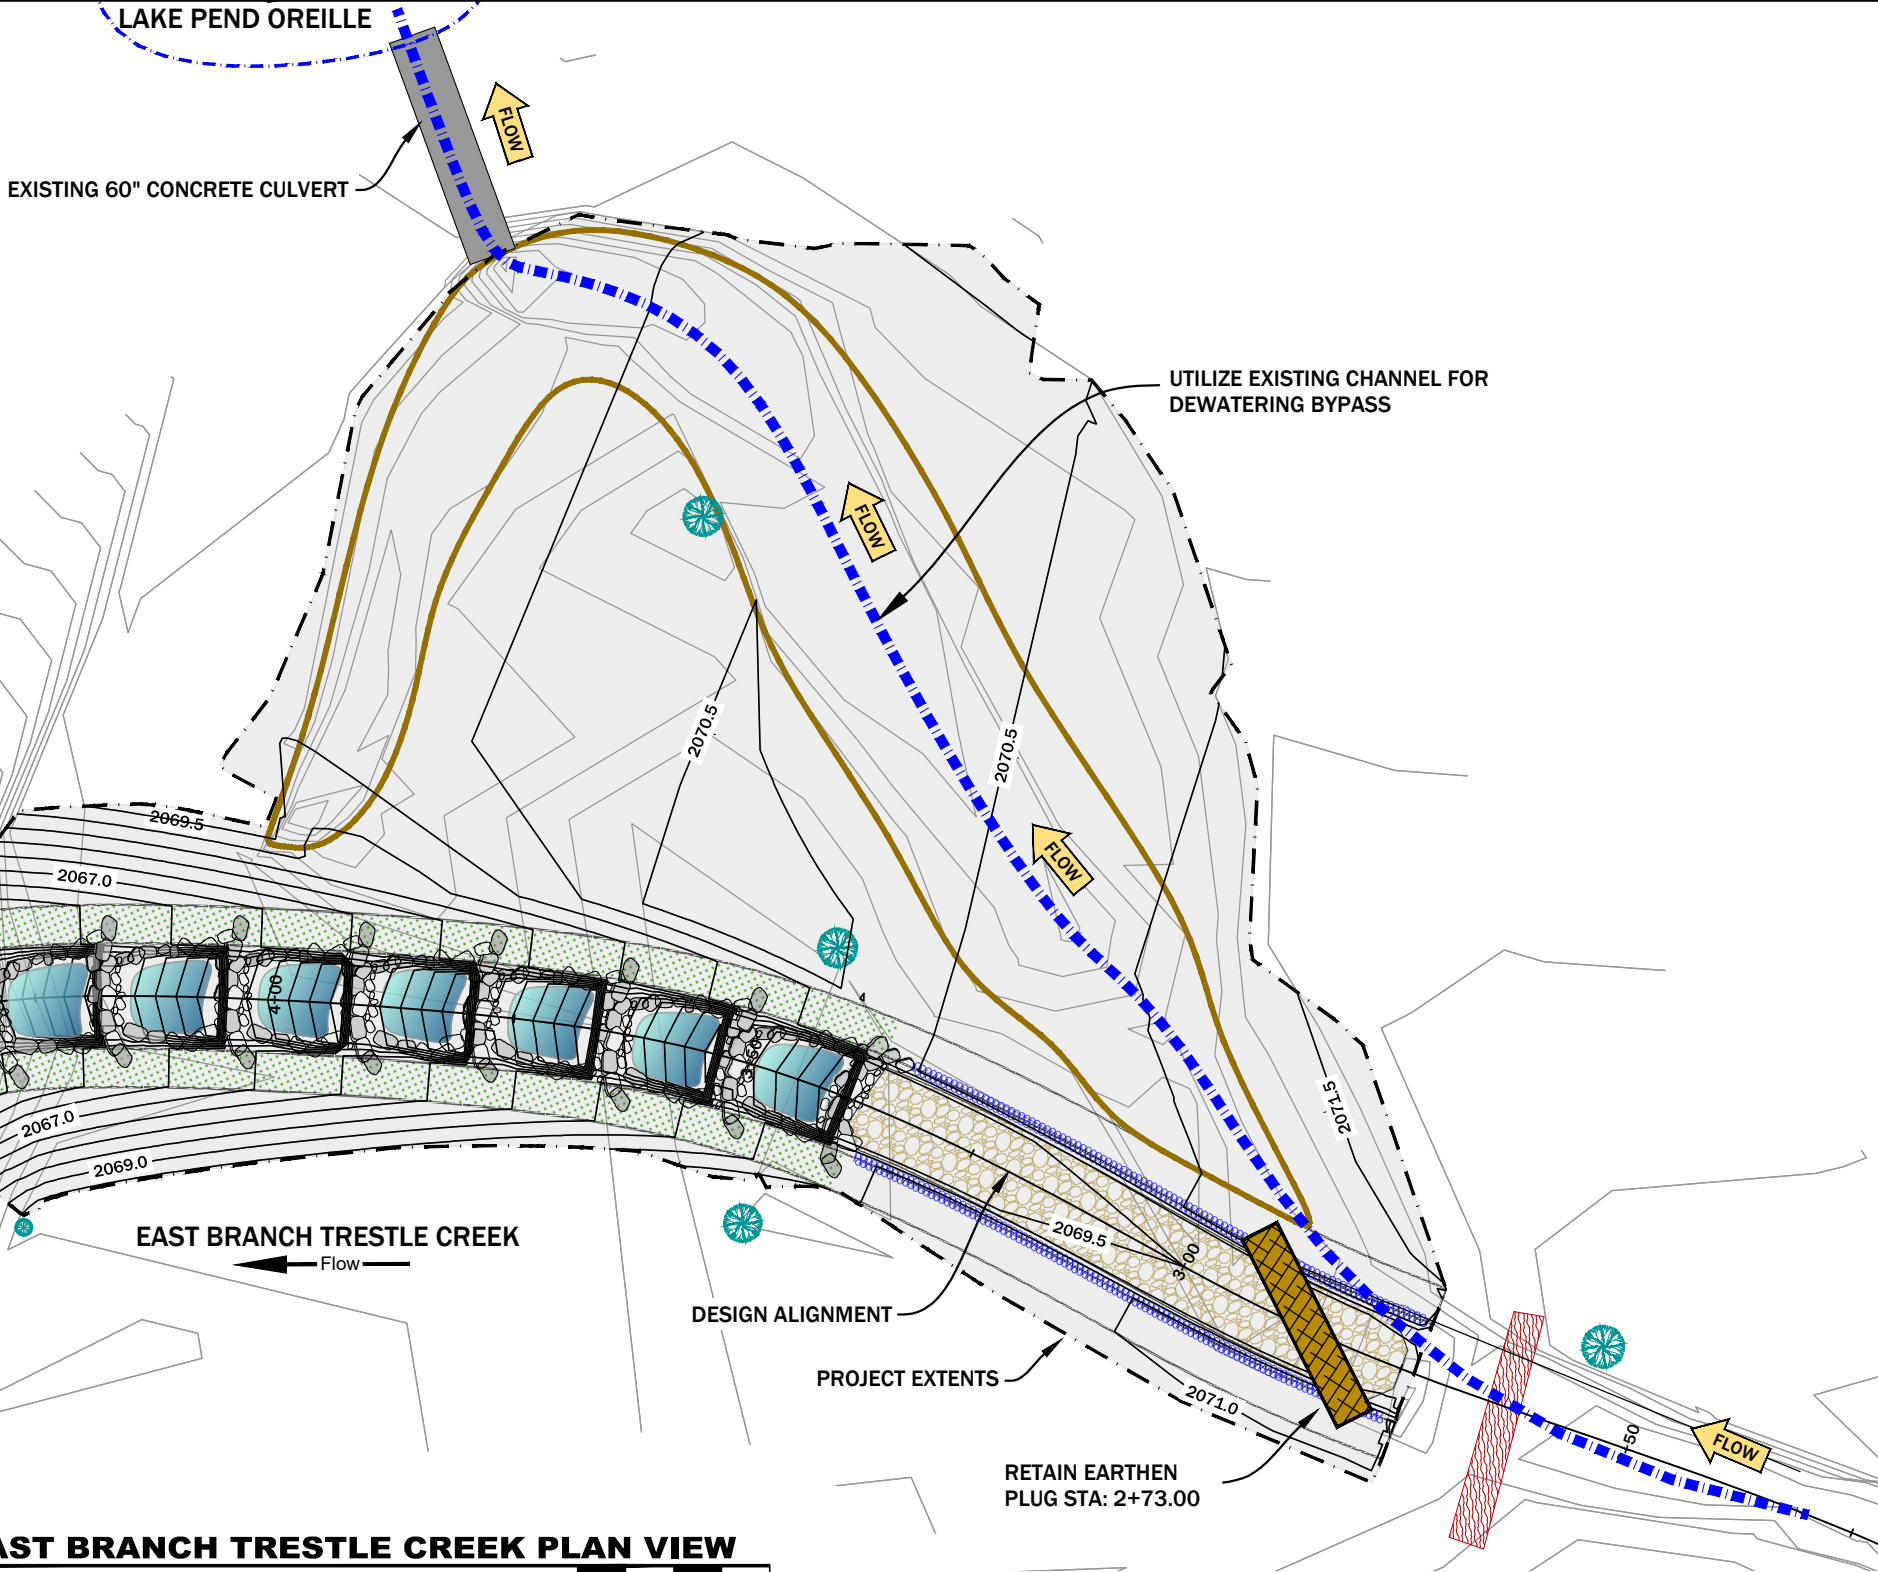 LAKE PEND OREILLE
FLOW
EXISTING 60" CONCRETE CULVERT
UTILIZE EXISTING CHANNEL FOR
DEWATERING BYPASS
FLOW
2070.5
2070.5
2069.5
FLOW
2067.0
4+00
3+50
2067.0
2069.0
2071.5
EAST BRANCH TRESTLE CREEK
Flow
2069.5
3+00
DESIGN ALIGNMENT
PROJECT EXTENTS
2071.0
FLOW
+50
RETAIN EARTHEN
PLUG STA: 2+73.00
AST BRANCH TRESTLE CREEK PLAN VIEW